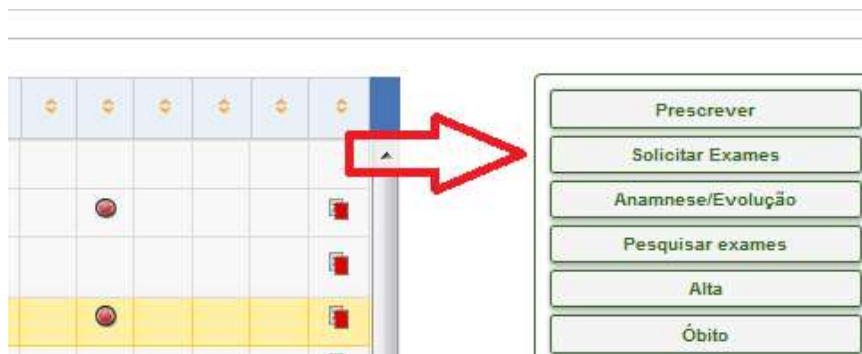 Prescrever
Solicitar Exames
Anamnese/Evolução
Pesquisar exames
Alta
Óbito